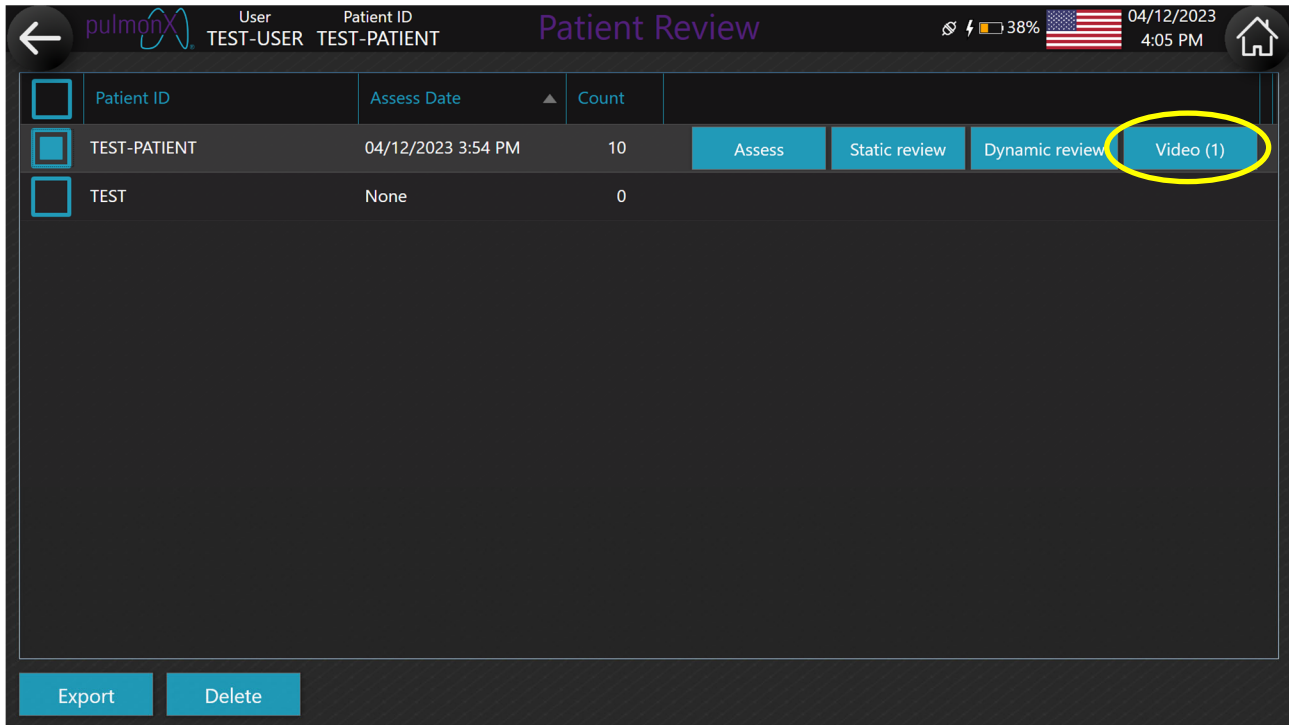 pulmonX®
User Patient ID
TEST-USER TEST-PATIENT
Patient Review
38%
04/12/2023
4:05 PM
Patient ID Assess Date Count
TEST-PATIENT 04/12/2023 3:54 PM 10 Assess Static review Dynamic review Video (1)
TEST None 0
Export Delete